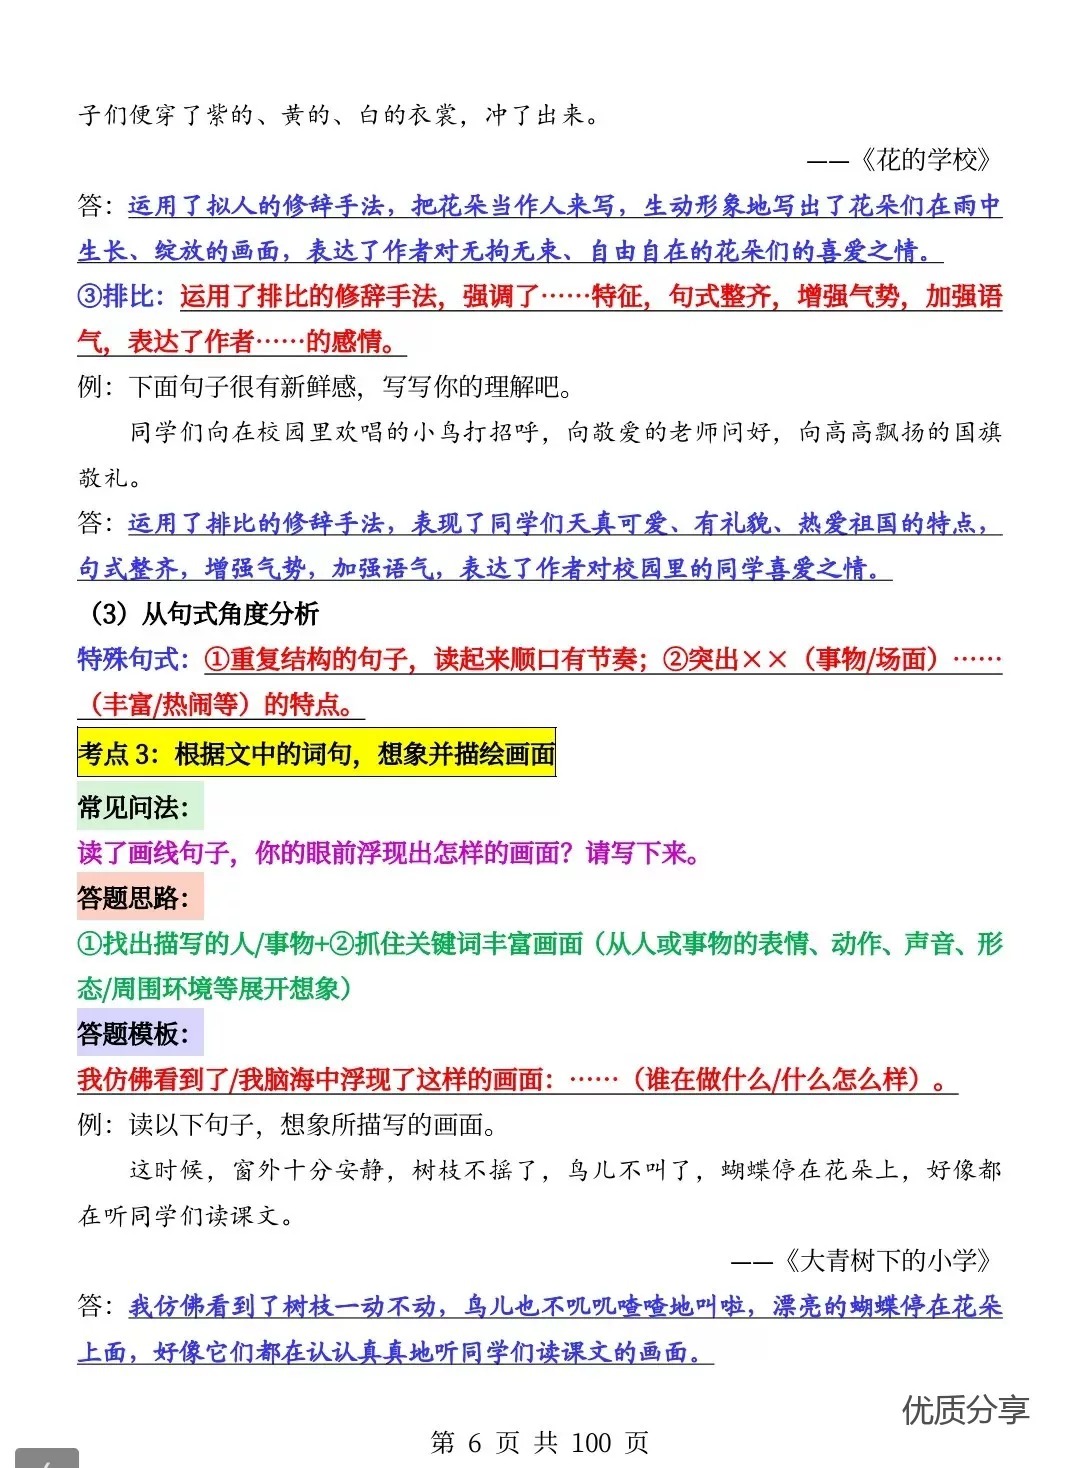 子们便穿了紫的、黄的、白的衣裳，冲了出来。
——《花的学校》
答：运用了拟人的修辞手法，把花朵当作人来写，生动形象地写出了花朵们在雨中
生长、绽放的画面，表达了作者对无拘无束、自由自在的花朵们的喜爱之情。
③排比：运用了排比的修辞手法，强调了……特征，句式整齐，增强气势，加强语
气，表达了作者……的感情。
例：下面句子很有新鲜感，写写你的理解吧。
同学们向在校园里欢唱的小鸟打招呼，向敬爱的老师问好，向高高飘扬的国旗
敬礼。
答：运用了排比的修辞手法，表现了同学们天真可爱、有礼貌、热爱祖国的特点，
句式整齐，增强气势，加强语气，表达了作者对校园里的同学喜爱之情。
（3）从句式角度分析
特殊句式：①重复结构的句子，读起来顺口有节奏；②突出××（事物/场面）……
（丰富/热闹等）的特点。
考点 3：根据文中的词句，想象并描绘画面
常见问法：
读了画线句子，你的眼前浮现出怎样的画面？请写下来。
答题思路：
①找出描写的人/事物+②抓住关键词丰富画面（从人或事物的表情、动作、声音、形
态/周围环境等展开想象）
答题模板：
我仿佛看到了/我脑海中浮现了这样的画面：……（谁在做什么/什么怎么样）。
例：读以下句子，想象所描写的画面。
这时候，窗外十分安静，树枝不摇了，鸟儿不叫了，蝴蝶停在花朵上，好像都
在听同学们读课文。
——《大青树下的小学》
答：我仿佛看到了树枝一动不动，鸟儿也不叽叽喳喳地叫啦，漂亮的蝴蝶停在花朵
上面，好像它们都在认认真真地听同学们读课文的画面。
优质分享
第 6 页 共 100 页